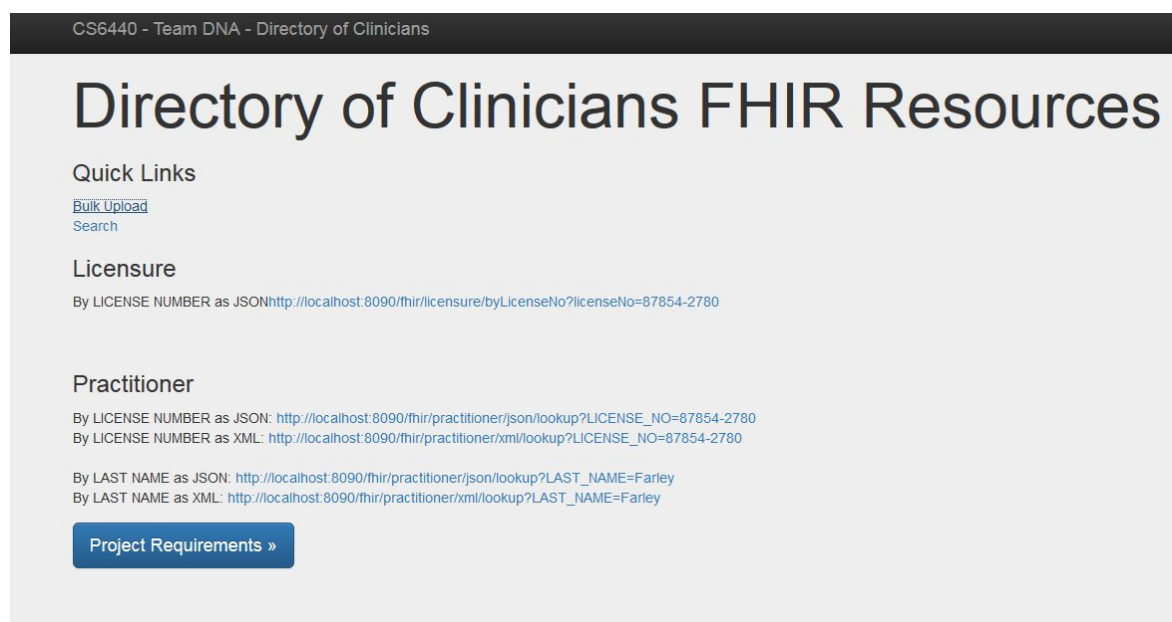 CS6440 - Team DNA - Directory of Clinicians
Directory of Clinicians FHIR Resources
Quick Links
Bulk Upload
Search
Licensure
By LICENSE NUMBER as JSONhttp://localhost:8090/fhir/licensure/byLicenseNo?licenseNo=87854-2780
Practitioner
By LICENSE NUMBER as JSON: http://localhost:8090/fhir/practitioner/json/lookup?LICENSE_NO=87854-2780
By LICENSE NUMBER as XML: http://localhost:8090/fhir/practitioner/xml/lookup?LICENSE_NO=87854-2780
By LAST NAME as JSON: http://localhost:8090/fhir/practitioner/json/lookup?LAST_NAME=Farley
By LAST NAME as XML: http://localhost:8090/fhir/practitioner/xml/lookup?LAST_NAME=Farley
Project Requirements »